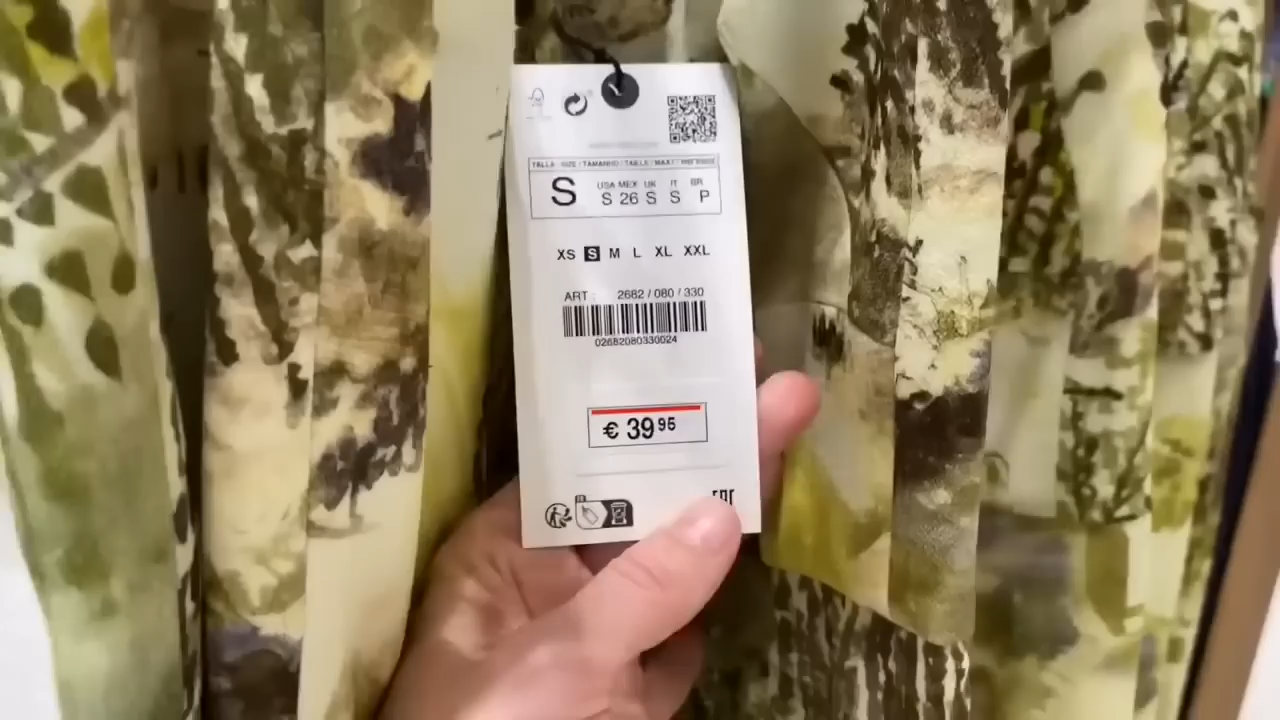 TALLA / SIZE / TAMANHO / TAILLE / MAAT /
S
USA MEX UK IT BR
S 26 S S P
XS S M L XL XXL
ART 2682 / 080 / 330
02682080330024
€ 39 95
FR